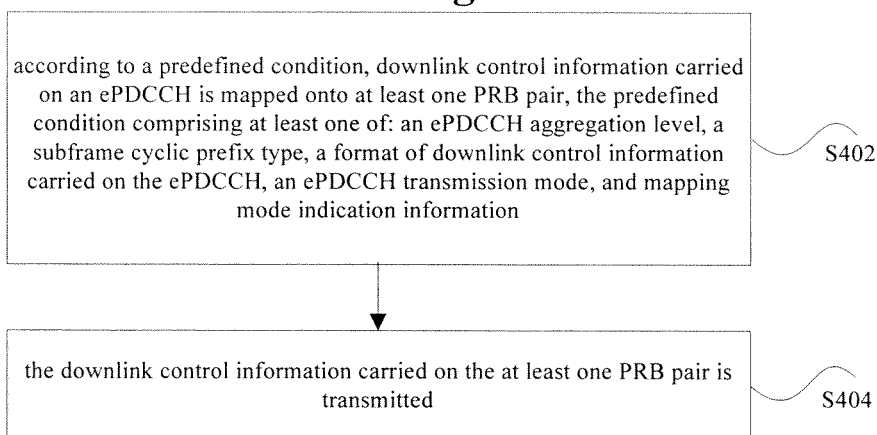 according to a predefined condition, downlink control information carried
on an ePDCCH is mapped onto at least one PRB pair, the predefined
condition comprising at least one of: an ePDCCH aggregation level, a
subframe cyclic prefix type, a format of downlink control information
carried on the ePDCCH, an ePDCCH transmission mode, and mapping
mode indication information
S402
the downlink control information carried on the at least one PRB pair is
transmitted
S404